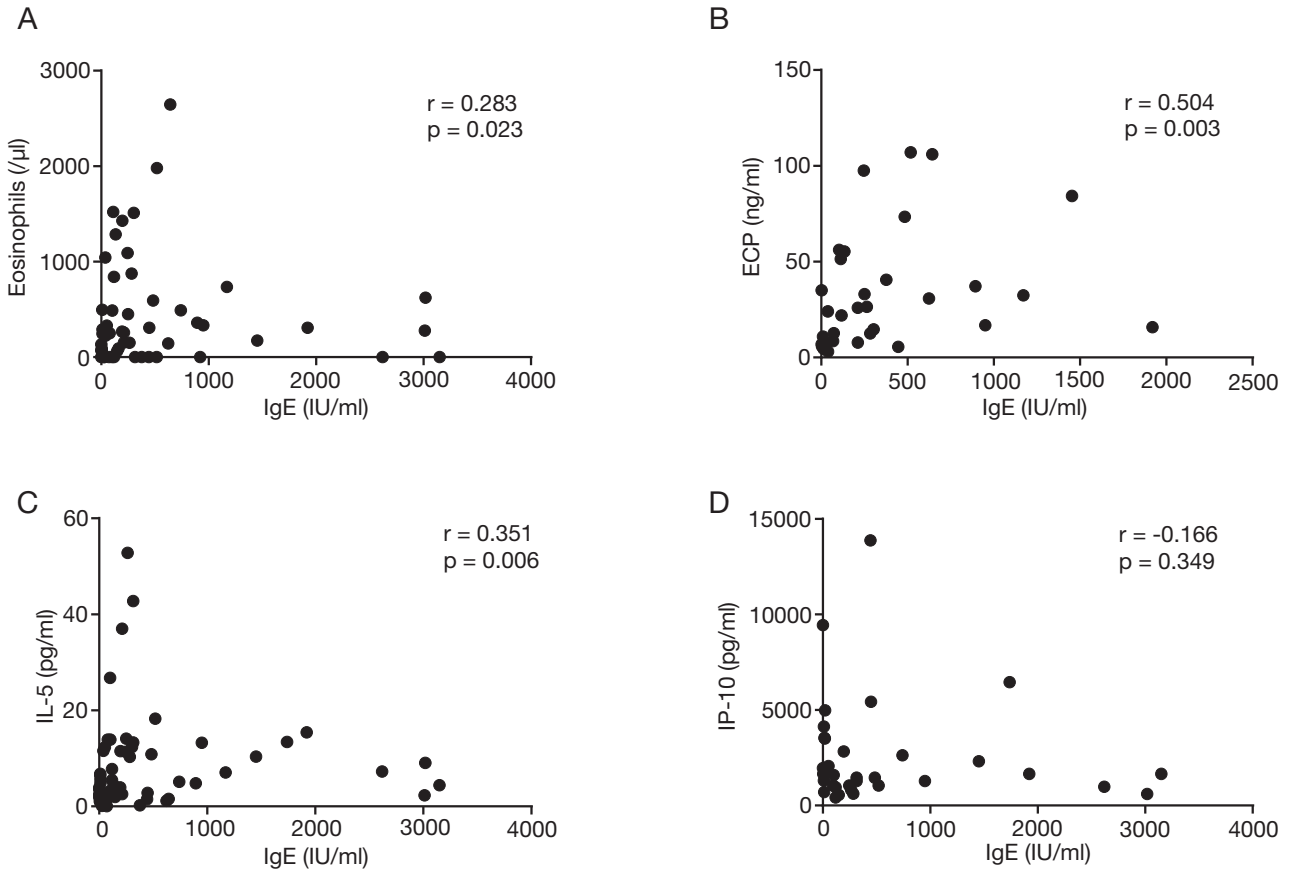 A
3000
2000
1000
0
Eosinophils (/µl)
r = 0.283
p = 0.023
0
1000
2000
3000
4000
IgE (IU/ml)
B
150
100
50
0
ECP (ng/ml)
r = 0.504
p = 0.003
0
500
1000
1500
2000
2500
IgE (IU/ml)
C
60
40
20
0
IL-5 (pg/ml)
r = 0.351
p = 0.006
0
1000
2000
3000
4000
IgE (IU/ml)
D
15000
10000
5000
0
IP-10 (pg/ml)
r = -0.166
p = 0.349
0
1000
2000
3000
4000
IgE (IU/ml)